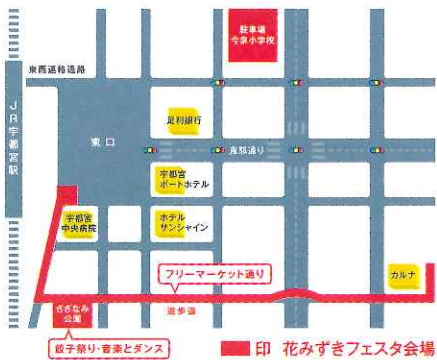 駐車場
今泉小学校
東西連絡通路
JR宇都宮駅
足利銀行
東口
鬼怒通り
宇都宮
ポートホテル
宇都宮
中央病院
ホテル
サンシャイン
カルナ
フリーマーケット通り
さざなみ
公園
遊歩道
餃子祭り・音楽とダンス
印 花みずきフェスタ会場